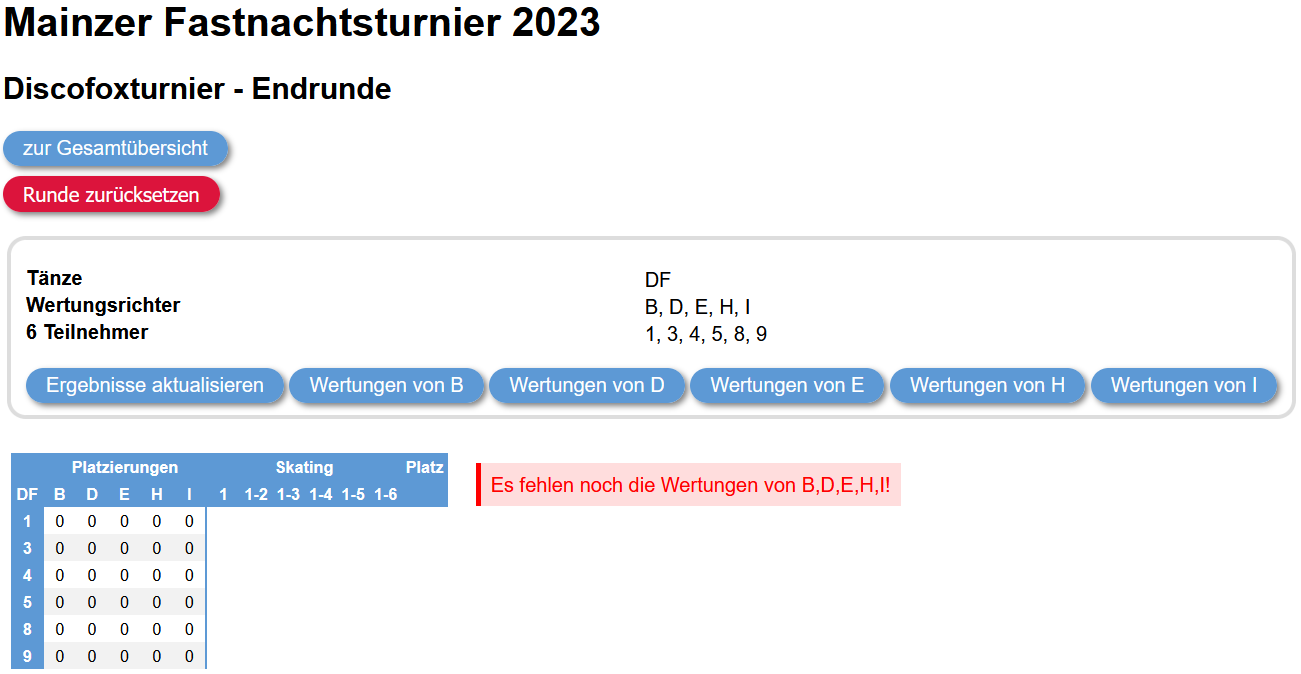 Mainzer Fastnachtsturnier 2023
Discofoxturnier - Endrunde
zur Gesamtübersicht
Runde zurücksetzen
Tänze DF
Wertungsrichter B, D, E, H, I
6 Teilnehmer 1, 3, 4, 5, 8, 9
Ergebnisse aktualisieren Wertungen von B Wertungen von D Wertungen von E Wertungen von H Wertungen von I
Platzierungen Skating Platz
DF B D E H I 1 1-2 1-3 1-4 1-5 1-6
1 0 0 0 0 0
3 0 0 0 0 0
4 0 0 0 0 0
5 0 0 0 0 0
8 0 0 0 0 0
9 0 0 0 0 0
Es fehlen noch die Wertungen von B,D,E,H,I!